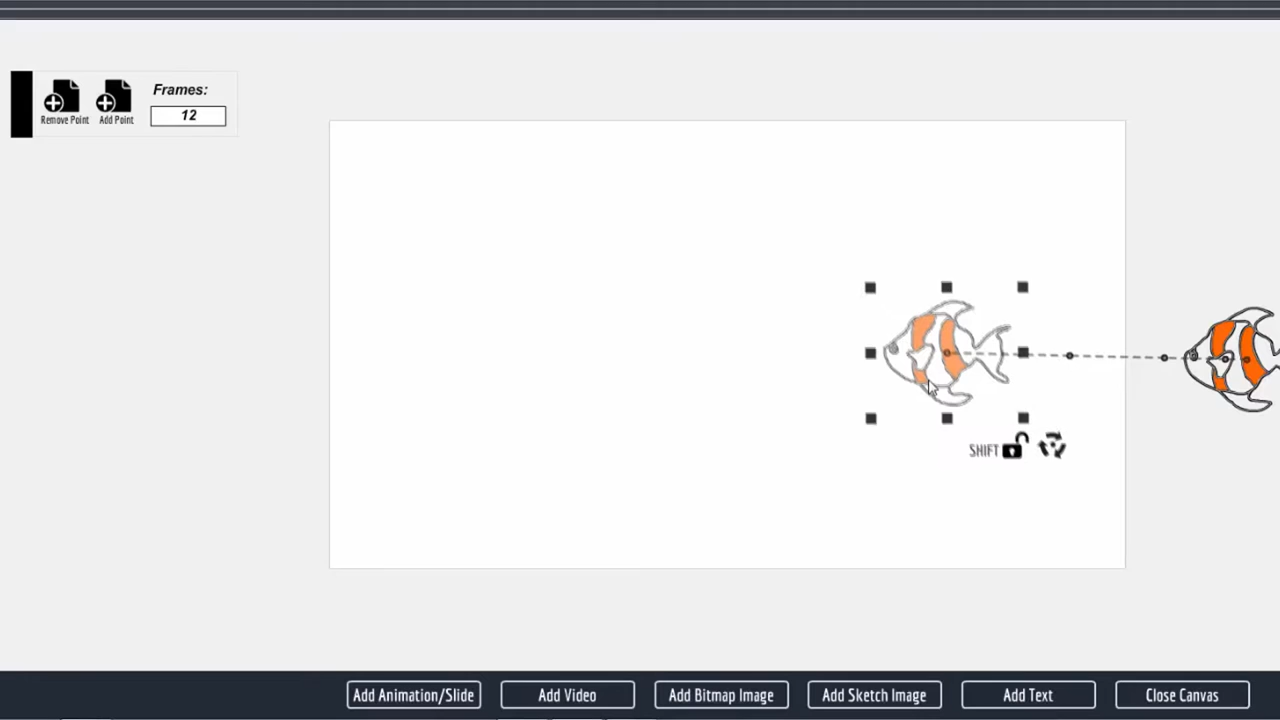 Frames:
12
Remove Point
Add Point
SHIFT
Add Animation/Slide
Add Video
Add Bitmap Image
Add Sketch Image
Add Text
Close Canvas